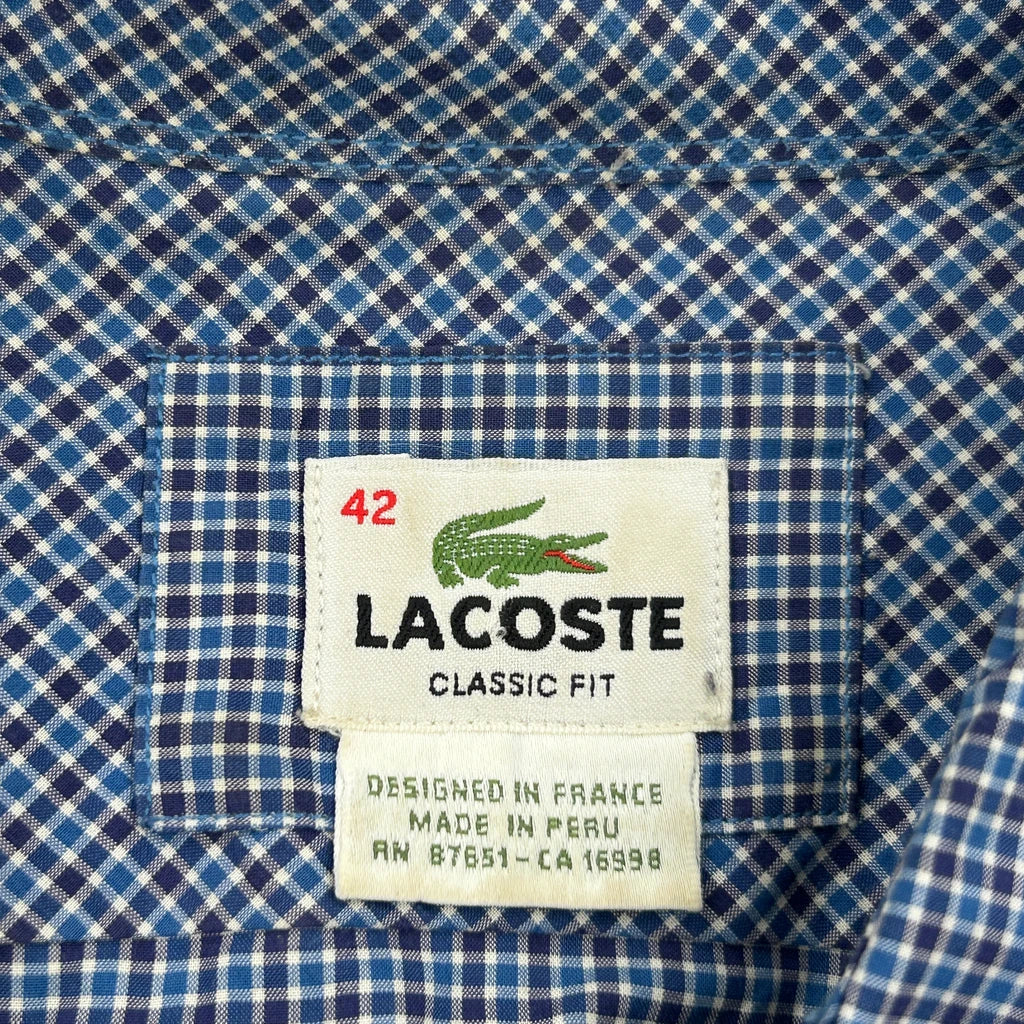 42
LACOSTE
CLASSIC FIT
DESIGNED IN FRANCE
MADE IN PERU
RN 87651-CA 16998